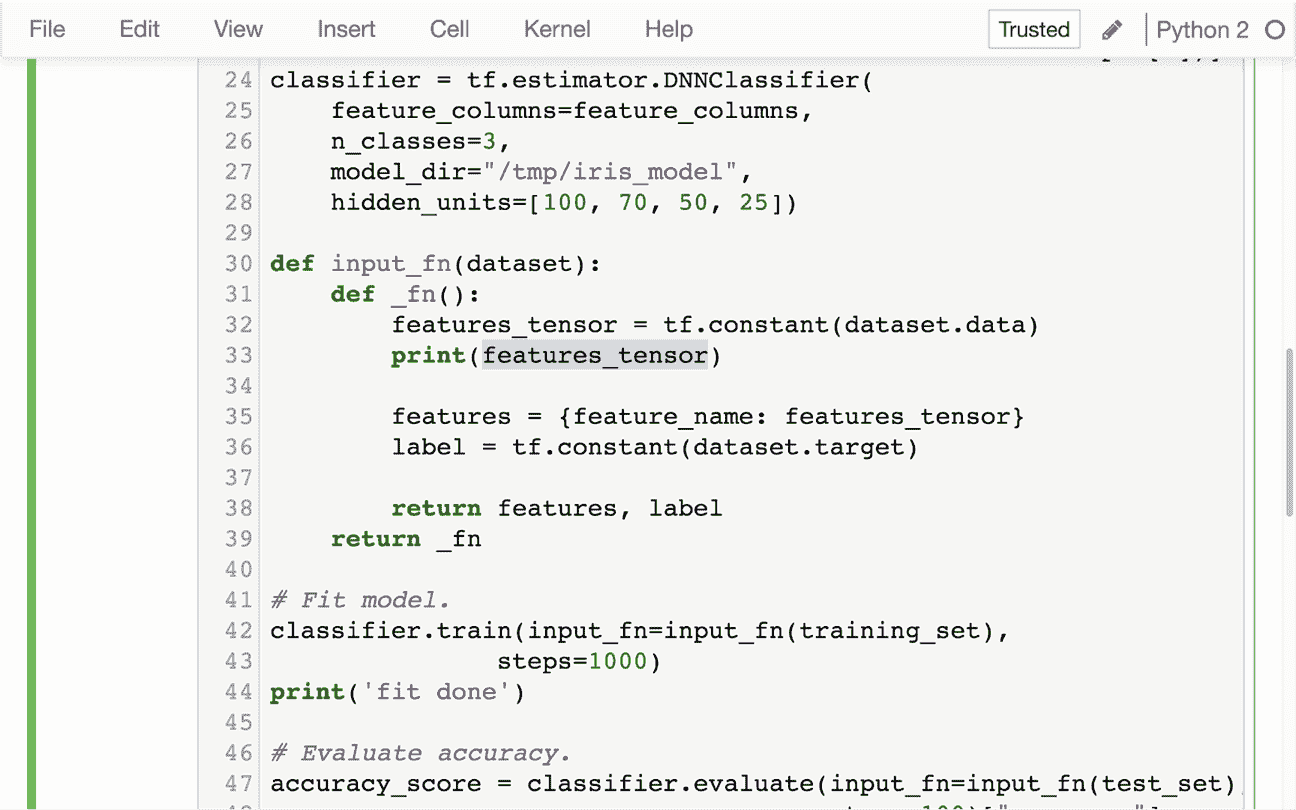 File Edit View Insert Cell Kernel Help Trusted Python 2
24 classifier = tf.estimator.DNNClassifier(
25     feature_columns=feature_columns,
26     n_classes=3,
27     model_dir="/tmp/iris_model",
28     hidden_units=[100, 70, 50, 25])
29
30 def input_fn(dataset):
31     def _fn():
32         features_tensor = tf.constant(dataset.data)
33         print(features_tensor)
34
35         features = {feature_name: features_tensor}
36         label = tf.constant(dataset.target)
37
38         return features, label
39     return _fn
40
41 # Fit model.
42 classifier.train(input_fn=input_fn(training_set),
43                steps=1000)
44 print('fit done')
45
46 # Evaluate accuracy.
47 accuracy_score = classifier.evaluate(input_fn=input_fn(test_set)